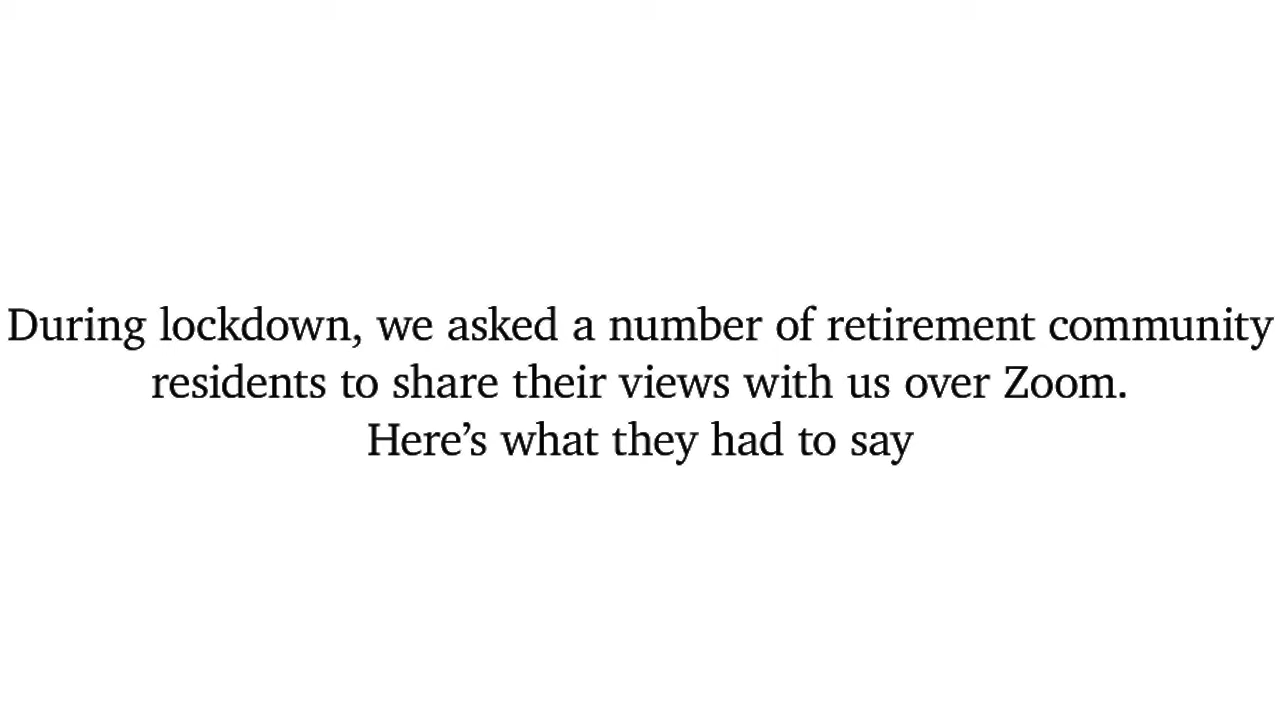 During lockdown, we asked a number of retirement community
residents to share their views with us over Zoom.
Here’s what they had to say